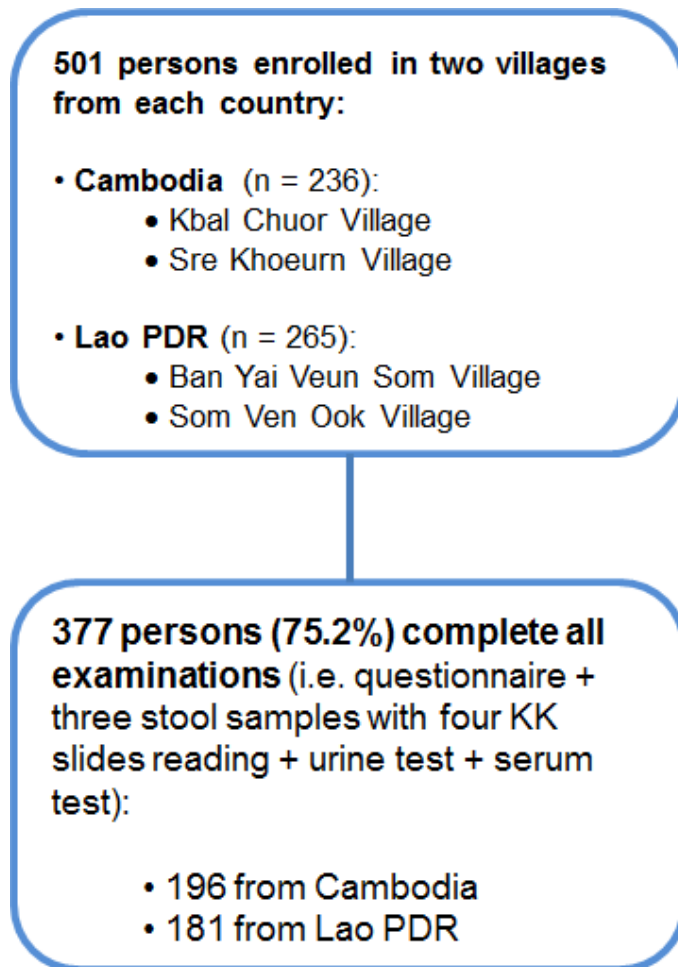 501 persons enrolled in two villages
from each country:
• Cambodia (n = 236):
• Kbal Chuor Village
• Sre Khoeurn Village
• Lao PDR (n = 265):
• Ban Yai Veun Som Village
• Som Ven Ook Village
377 persons (75.2%) complete all
examinations (i.e. questionnaire +
three stool samples with four KK
slides reading + urine test + serum
test):
• 196 from Cambodia
• 181 from Lao PDR